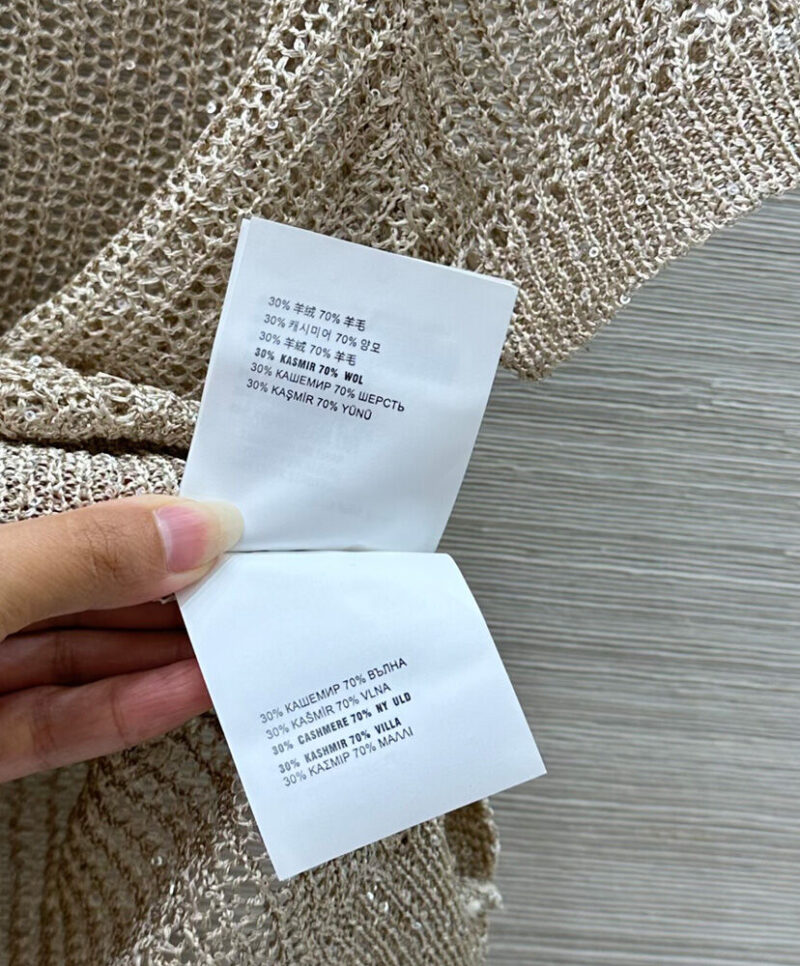 30% 羊绒 70% 羊毛
30% 캐시미어 70% 양모
30% 羊绒 70% 羊毛
30% KASMIR 70% WOL
30% КАШЕМИР 70% ШЕРСТЬ
30% KAŞMİR 70% YÜNÜ
30% КАШЕМИР 70% ВЪЛНА
30% KAŠMÍR 70% VLNA
30% CASHMERE 70% NY ULD
30% KASHMIR 70% VILLA
30% ΚΑΣΜΙΡ 70% ΜΑΛΛΙ